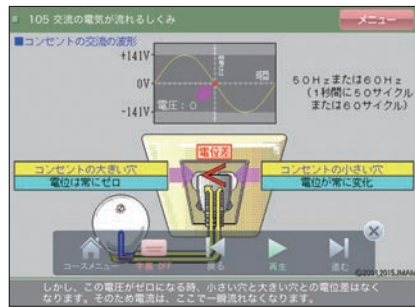 105 交流の電気が流れるしくみ
メニュー
■コンセントの交流の波形
+141V
0V
-141V
電圧：0
時間
50Hzまたは60Hz
(1秒間に50サイクル
または60サイクル)
電位差
コンセントの大きい穴
電位は常にゼロ
コンセントの小さい穴
電位が常に変化
コースメニュー
字幕 OFF
戻る
再生
進む
©2001,2015,JMAM
しかし、この電圧がゼロになる時、小さい穴と大きい穴との電位差はなく
なります。そのため電流は、ここで一瞬流れなくなります。